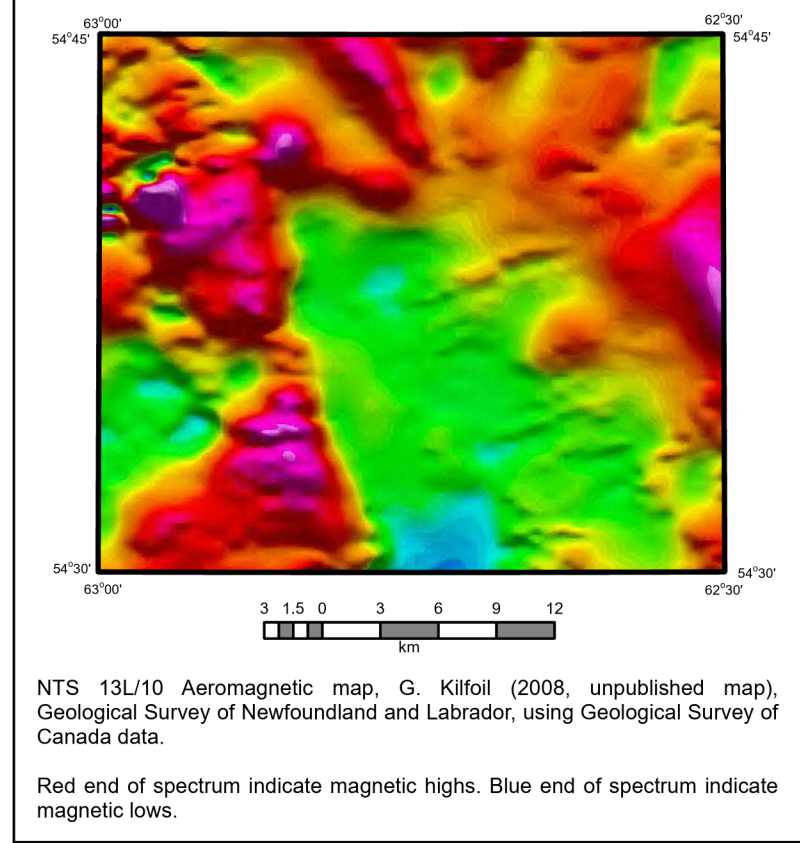 63°00' 62°30'
54°45' 54°45'
54°30' 54°30'
63°00' 62°30'
3 1.5 0 3 6 9 12
km
NTS 13L/10 Aeromagnetic map, G. Kilfoil (2008, unpublished map),
Geological Survey of Newfoundland and Labrador, using Geological Survey of
Canada data.
Red end of spectrum indicate magnetic highs. Blue end of spectrum indicate
magnetic lows.